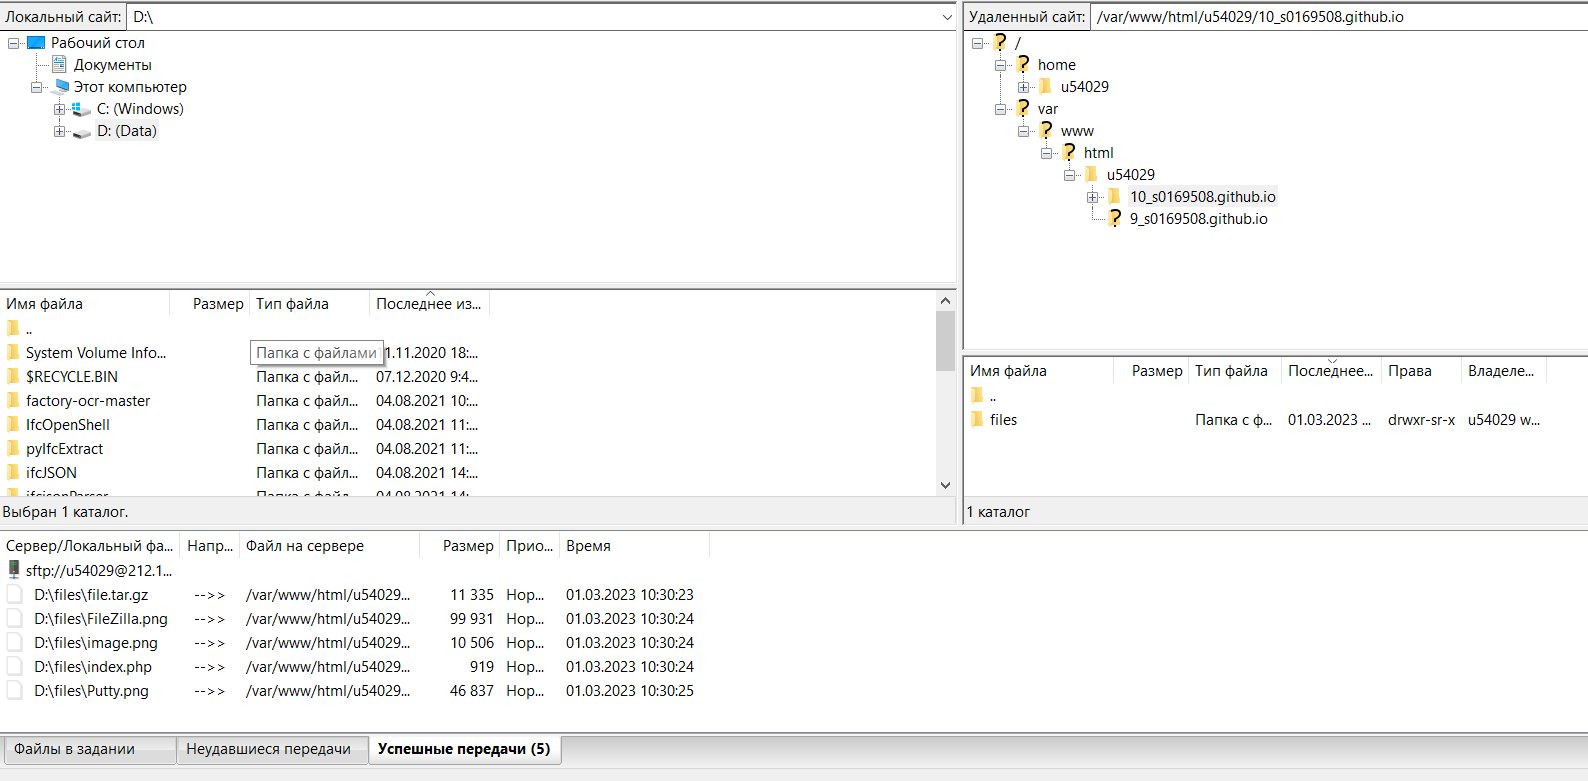 Локальный сайт: D:\
Рабочий стол
Документы
Этот компьютер
C: (Windows)
D: (Data)
Удаленный сайт: /var/www/html/u54029/10_s0169508.github.io
/
home
u54029
var
www
html
u54029
10_s0169508.github.io
9_s0169508.github.io
Имя файла Размер Тип файла Последнее из...
..
System Volume Info... Папка с файлами 1.11.2020 18:...
$RECYCLE.BIN Папка с файл... 07.12.2020 9:4...
factory-ocr-master Папка с файл... 04.08.2021 10:...
IfcOpenShell Папка с файл... 04.08.2021 11:...
pyIfcExtract Папка с файл... 04.08.2021 11:...
ifcJSON Папка с файл... 04.08.2021 14:...
ifcjsonParser Папка с файл... 04.08.2021 14:...
Выбран 1 каталог.
Имя файла Размер Тип файла Последнее... Права Владеле...
..
files Папка с ф... 01.03.2023 ... drwxr-sr-x u54029 w...
1 каталог
Сервер/Локальный фа... Напр... Файл на сервере Размер Прио... Время
sftp://u54029@212.1...
D:\files\file.tar.gz -->> /var/www/html/u54029... 11 335 Нор... 01.03.2023 10:30:23
D:\files\FileZilla.png -->> /var/www/html/u54029... 99 931 Нор... 01.03.2023 10:30:24
D:\files\image.png -->> /var/www/html/u54029... 10 506 Нор... 01.03.2023 10:30:24
D:\files\index.php -->> /var/www/html/u54029... 919 Нор... 01.03.2023 10:30:24
D:\files\Putty.png -->> /var/www/html/u54029... 46 837 Нор... 01.03.2023 10:30:25
Файлы в задании Неудавшиеся передачи Успешные передачи (5)